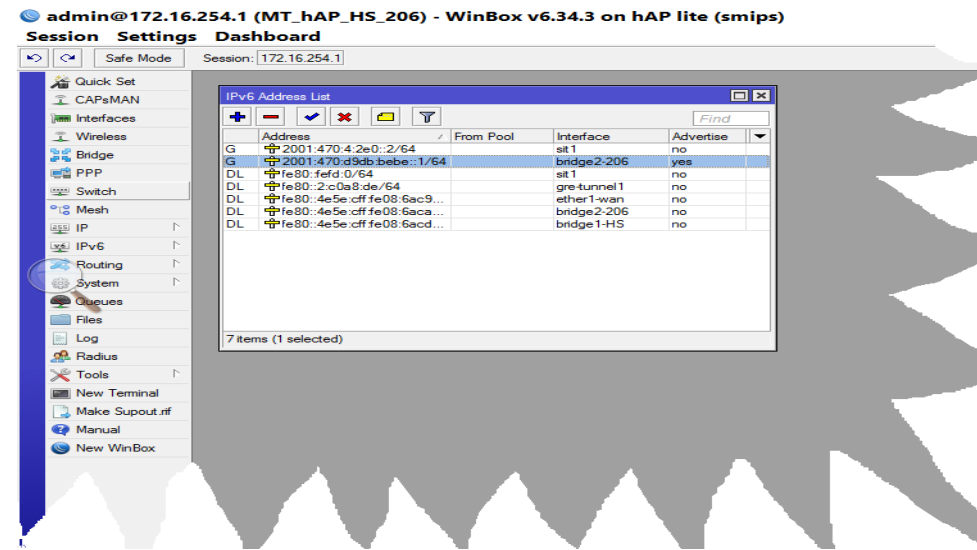 admin@172.16.254.1 (MT_hAP_HS_206) - WinBox v6.34.3 on hAP lite (smips)
Session Settings Dashboard
Safe Mode Session: 172.16.254.1
Quick Set
CAPsMAN
Interfaces
Wireless
Bridge
PPP
Switch
Mesh
IP
IPv6
Routing
System
Queues
Files
Log
Radius
Tools
New Terminal
Make Supout.rif
Manual
New WinBox
IPv6 Address List
Find
Address From Pool Interface Advertise
G 2001:470:4:2e0::2/64 sit1 no
G 2001:470:d9db:bebe::1/64 bridge2-206 yes
DL fe80::fefd:0/64 sit1 no
DL fe80::2:c0a8:de/64 gre-tunnel1 no
DL fe80::4e5e:cff:fe08:6ac9... ether1-wan no
DL fe80::4e5e:cff:fe08:6aca... bridge2-206 no
DL fe80::4e5e:cff:fe08:6acd... bridge1-HS no
7 items (1 selected)